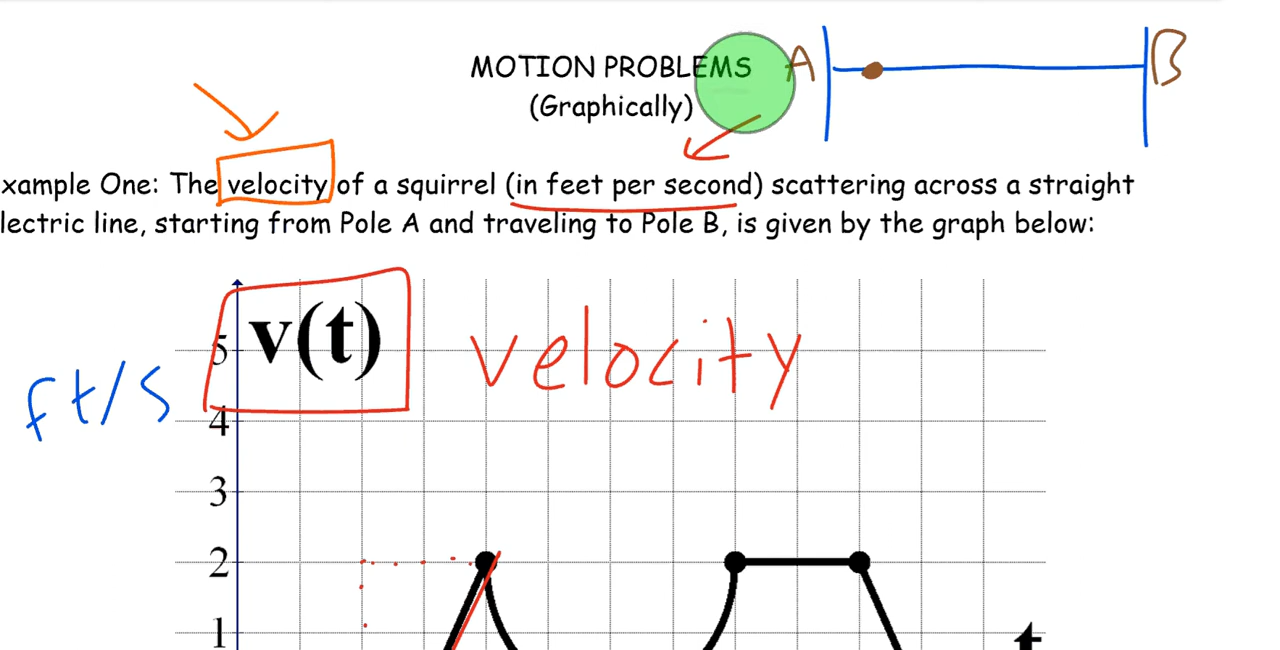 MOTION PROBLEMS
(Graphically)
A
B
xample One: The velocity of a squirrel (in feet per second) scattering across a straight
lectric line, starting from Pole A and traveling to Pole B, is given by the graph below:
v(t)
velocity
ft/s
5
4
3
2
1
t